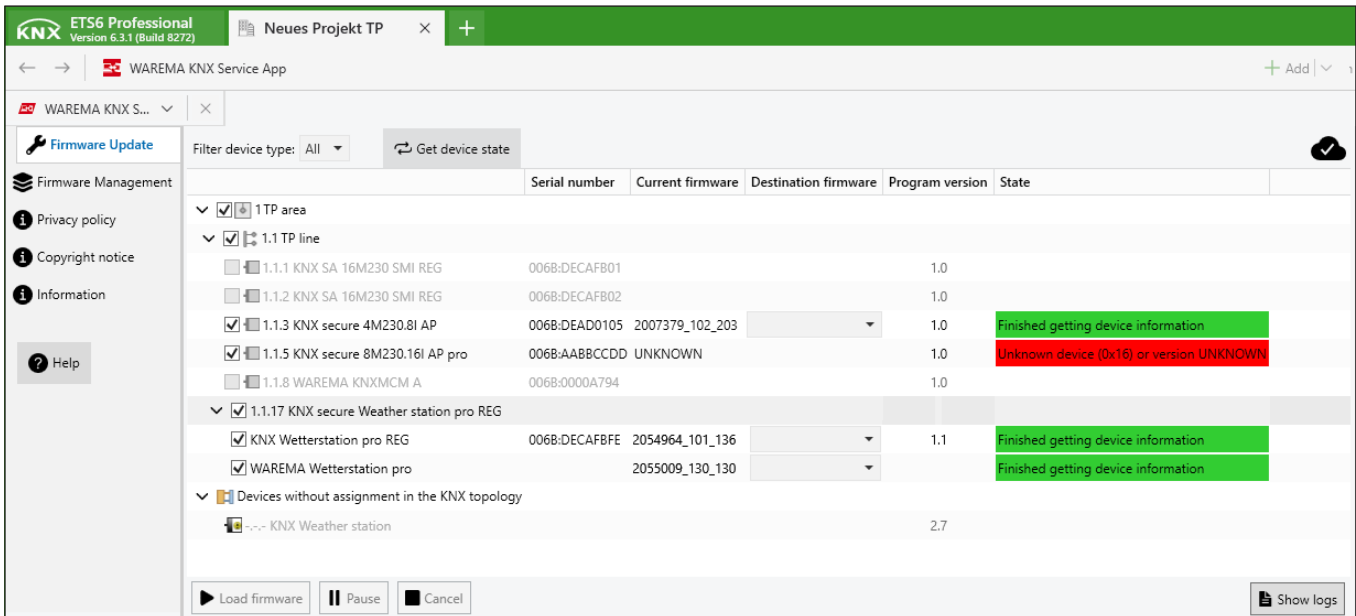 KNX ETS6 Professional
Version 6.3.1 (Build 8272)
Neues Projekt TP
WAREMA KNX Service App
Add
WAREMA KNX S...
Firmware Update
Firmware Management
Privacy policy
Copyright notice
Information
Help
Filter device type: All
Get device state
Serial number Current firmware Destination firmware Program version State
1 TP area
1.1 TP line
1.1.1 KNX SA 16M230 SMI REG 006B:DECAFB01 1.0
1.1.2 KNX SA 16M230 SMI REG 006B:DECAFB02 1.0
1.1.3 KNX secure 4M230.8I AP 006B:DEAD0105 2007379_102_203 1.0 Finished getting device information
1.1.5 KNX secure 8M230.16I AP pro 006B:AABBCCDD UNKNOWN 1.0 Unknown device (0x16) or version UNKNOWN
1.1.8 WAREMA KNXMCM A 006B:0000A794 1.0
1.1.17 KNX secure Weather station pro REG
KNX Wetterstation pro REG 006B:DECAFBFE 2054964_101_136 1.1 Finished getting device information
WAREMA Wetterstation pro 2055009_130_130 Finished getting device information
Devices without assignment in the KNX topology
-.-.- KNX Weather station 2.7
Load firmware
Pause
Cancel
Show logs